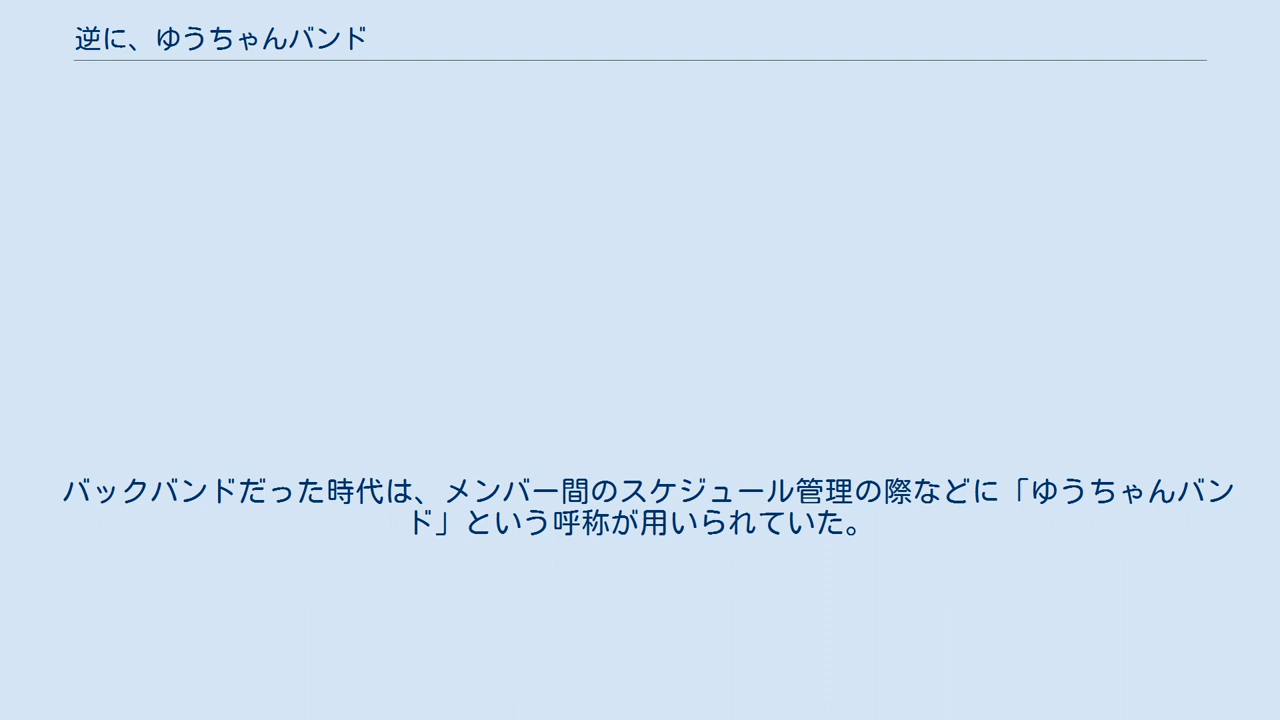 逆に、ゆうちゃんバンド
バックバンドだった時代は、メンバー間のスケジュール管理の際などに「ゆうちゃんバン
ド」という呼称が用いられていた。